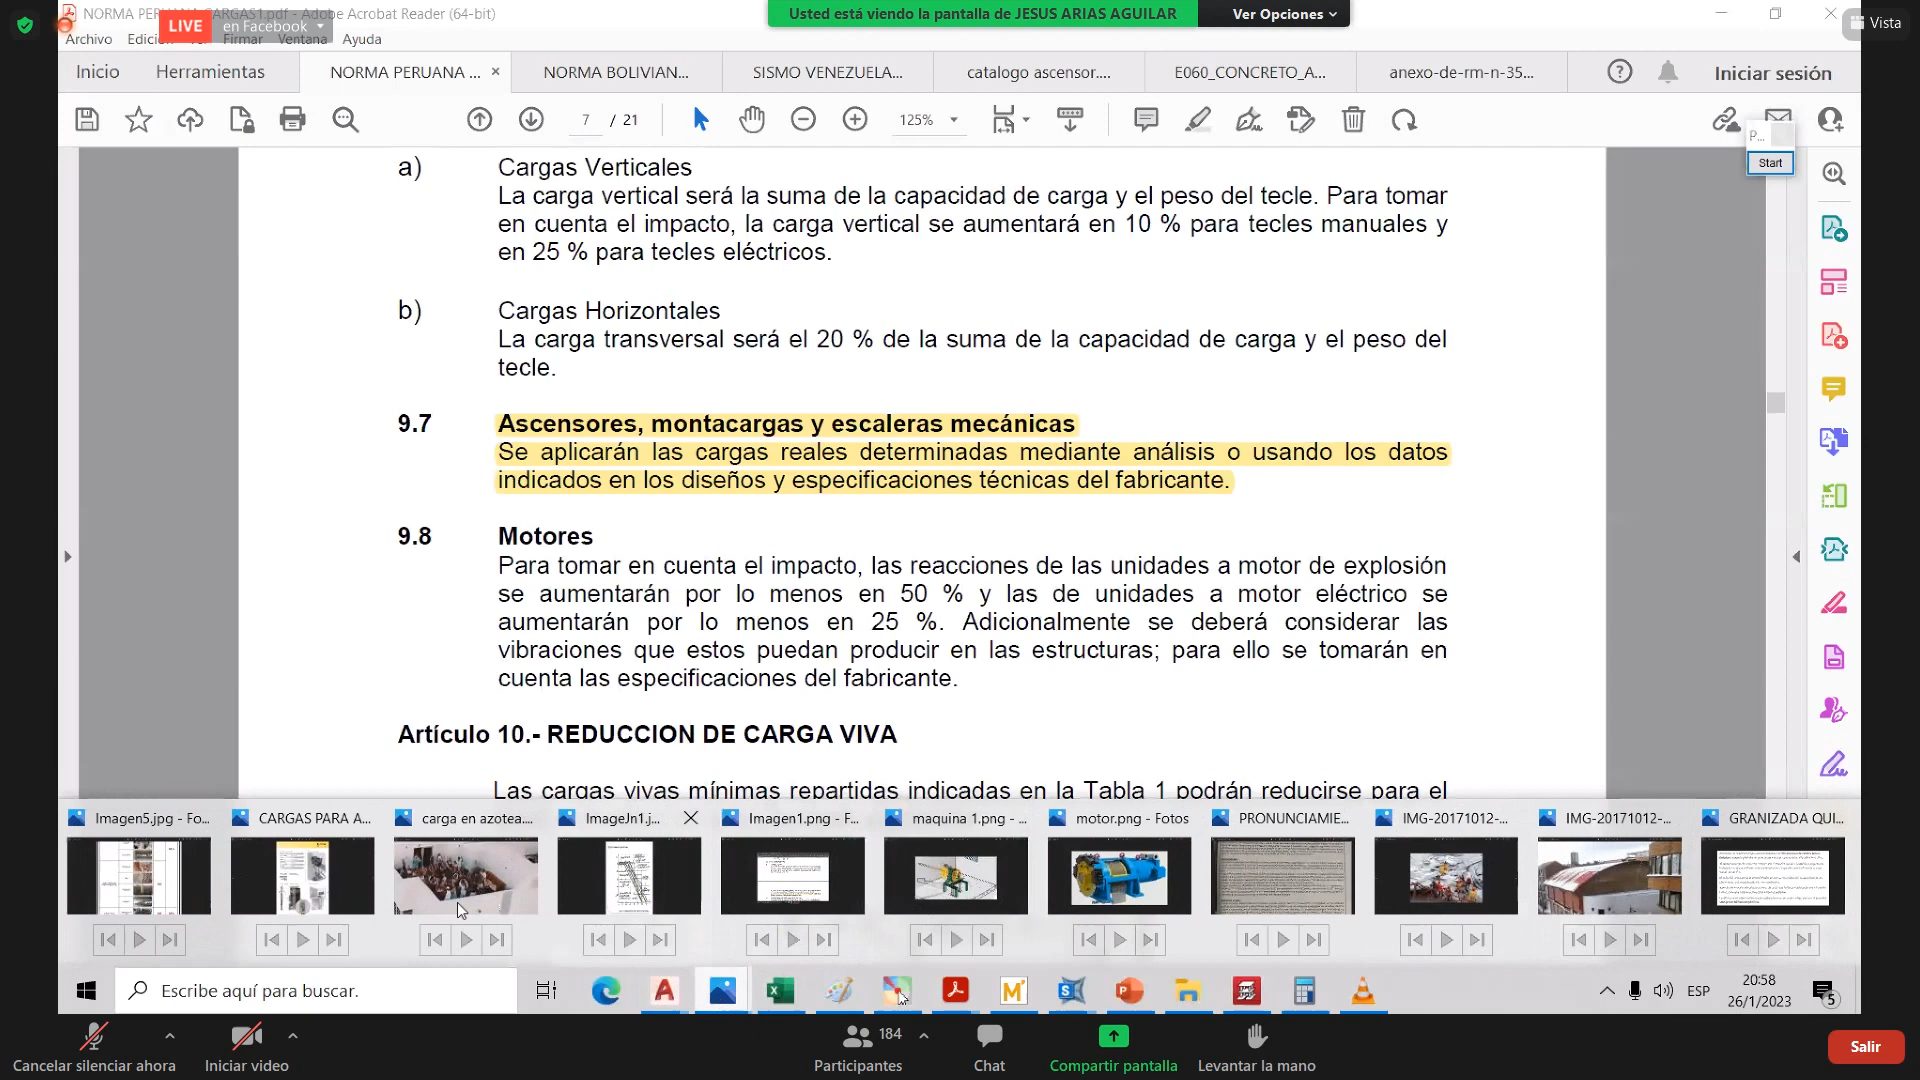 NORMA PERUANA CARGAS1.pdf - Adobe Acrobat Reader (64-bit)
LIVE en Facebook
Usted está viendo la pantalla de JESUS ARIAS AGUILAR
Ver Opciones
Vista
Archivo Firmar Ventana Ayuda
Inicio Herramientas NORMA PERUANA ... × NORMA BOLIVIAN... SISMO VENEZUELA... catalogo ascensor.... E060_CONCRETO_A... anexo-de-rm-n-35... Iniciar sesión
7 / 21 125%
P...
Start
a) Cargas Verticales
La carga vertical será la suma de la capacidad de carga y el peso del tecle. Para tomar
en cuenta el impacto, la carga vertical se aumentará en 10 % para tecles manuales y
en 25 % para tecles eléctricos.
b) Cargas Horizontales
La carga transversal será el 20 % de la suma de la capacidad de carga y el peso del
tecle.
9.7 Ascensores, montacargas y escaleras mecánicas
Se aplicarán las cargas reales determinadas mediante análisis o usando los datos
indicados en los diseños y especificaciones técnicas del fabricante.
9.8 Motores
Para tomar en cuenta el impacto, las reacciones de las unidades a motor de explosión
se aumentarán por lo menos en 50 % y las de unidades a motor eléctrico se
aumentarán por lo menos en 25 %. Adicionalmente se deberá considerar las
vibraciones que estos puedan producir en las estructuras; para ello se tomarán en
cuenta las especificaciones del fabricante.
Artículo 10.- REDUCCION DE CARGA VIVA
Las cargas vivas mínimas repartidas indicadas en la Tabla 1 podrán reducirse para el
Imagen5.jpg - Fo... CARGAS PARA A... carga en azotea.... ImageJn1.j... Imagen1.png - F... maquina 1.png - ... motor.png - Fotos PRONUNCIAMIE... IMG-20171012-... IMG-20171012-... GRANIZADA QUI...
Escribe aquí para buscar.
ESP
20:58
26/1/2023
5
Cancelar silenciar ahora
Iniciar video
184
Participantes
Chat
Compartir pantalla
Levantar la mano
Salir